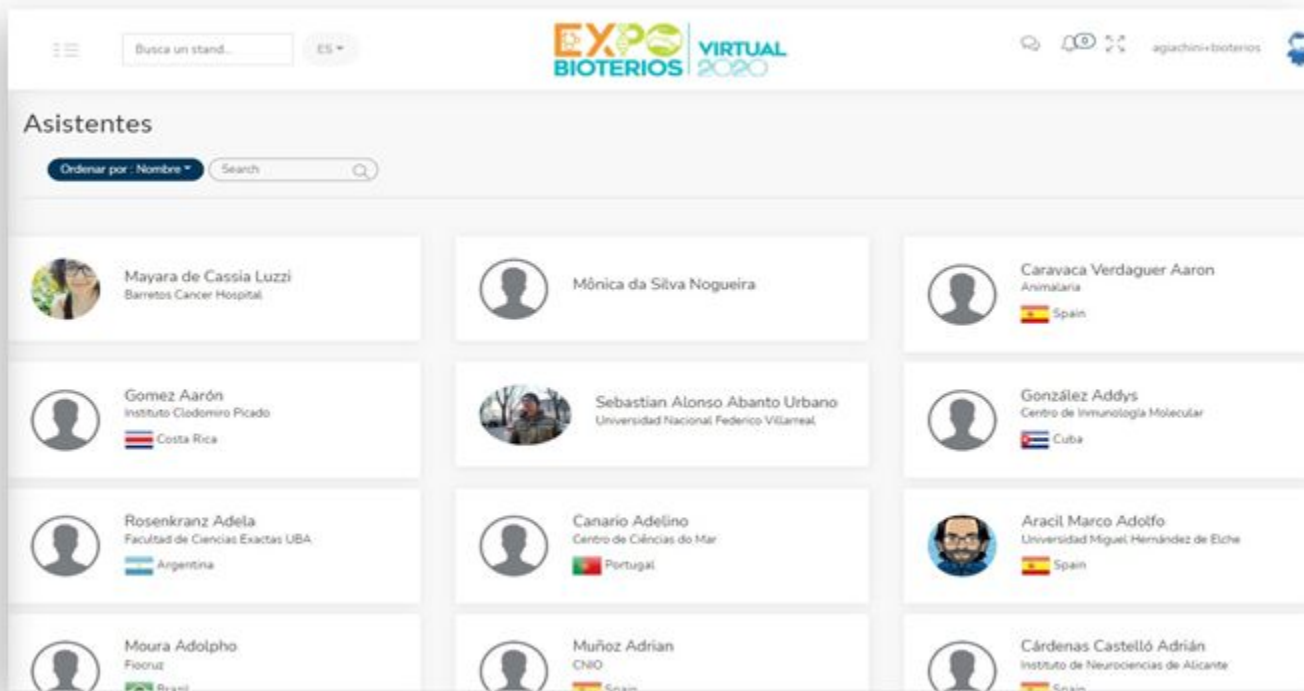 Busca un stand...
ES
EXPO
BIOTERIOS
VIRTUAL
2020
0
agiachini+bioterios
Asistentes
Ordenar por : Nombre
Search
Mayara de Cassia Luzzi
Barretos Cancer Hospital
Mônica da Silva Nogueira
Caravaca Verdaguer Aaron
Animalaria
Spain
Gomez Aarón
Instituto Clodomiro Picado
Costa Rica
Sebastian Alonso Abanto Urbano
Universidad Nacional Federico Villarreal
González Addys
Centro de Inmunología Molecular
Cuba
Rosenkranz Adela
Facultad de Ciencias Exactas UBA
Argentina
Canario Adelino
Centro de Ciências do Mar
Portugal
Aracil Marco Adolfo
Universidad Miguel Hernández de Elche
Spain
Moura Adolpho
Fiocruz
Brazil
Muñoz Adrian
CNIO
Spain
Cárdenas Castelló Adrián
Instituto de Neurociencias de Alicante
Spain